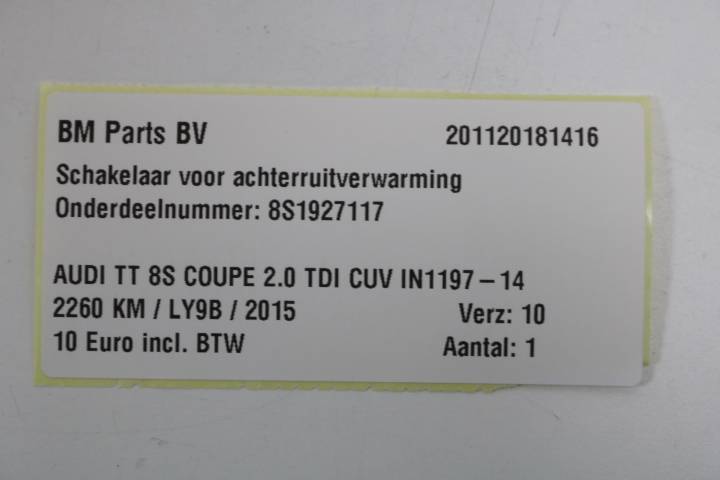 BM Parts BV 201120181416
Schakelaar voor achterruitverwarming
Onderdeelnummer: 8S1927117
AUDI TT 8S COUPE 2.0 TDI CUV IN1197 – 14
2260 KM / LY9B / 2015 Verz: 10
10 Euro incl. BTW Aantal: 1